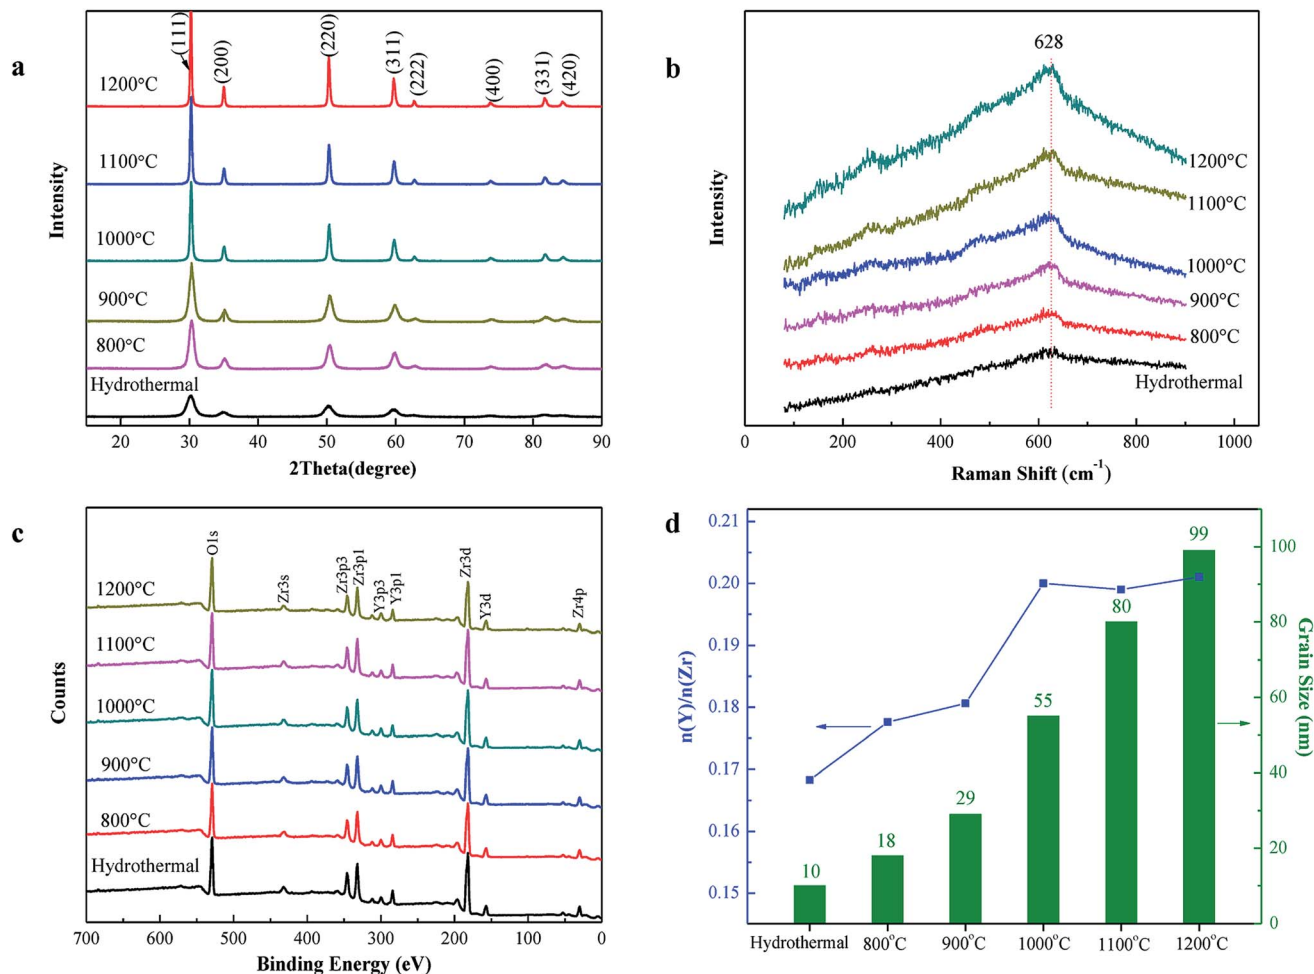 a
(111)
(200)
(220)
(311)
(222)
(400)
(331)
(420)
1200°C
1100°C
1000°C
900°C
800°C
Hydrothermal
Intensity
20 30 40 50 60 70 80 90
2Theta(degree)
b
628
1200°C
1100°C
1000°C
900°C
800°C
Hydrothermal
Intensity
0 200 400 600 800 1000
Raman Shift (cm⁻¹)
c
O1s
Zr3s
Zr3p3
Zr3p1
Y3p3
Y3p1
Zr3d
Y3d
Zr4p
1200°C
1100°C
1000°C
900°C
800°C
Hydrothermal
Counts
700 600 500 400 300 200 100 0
Binding Energy (eV)
d
0.21
0.20
0.19
0.18
0.17
0.16
0.15
n(Y)/n(Zr)
10
18
29
55
80
99
100
80
60
40
20
0
Grain Size (nm)
Hydrothermal 800°C 900°C 1000°C 1100°C 1200°C